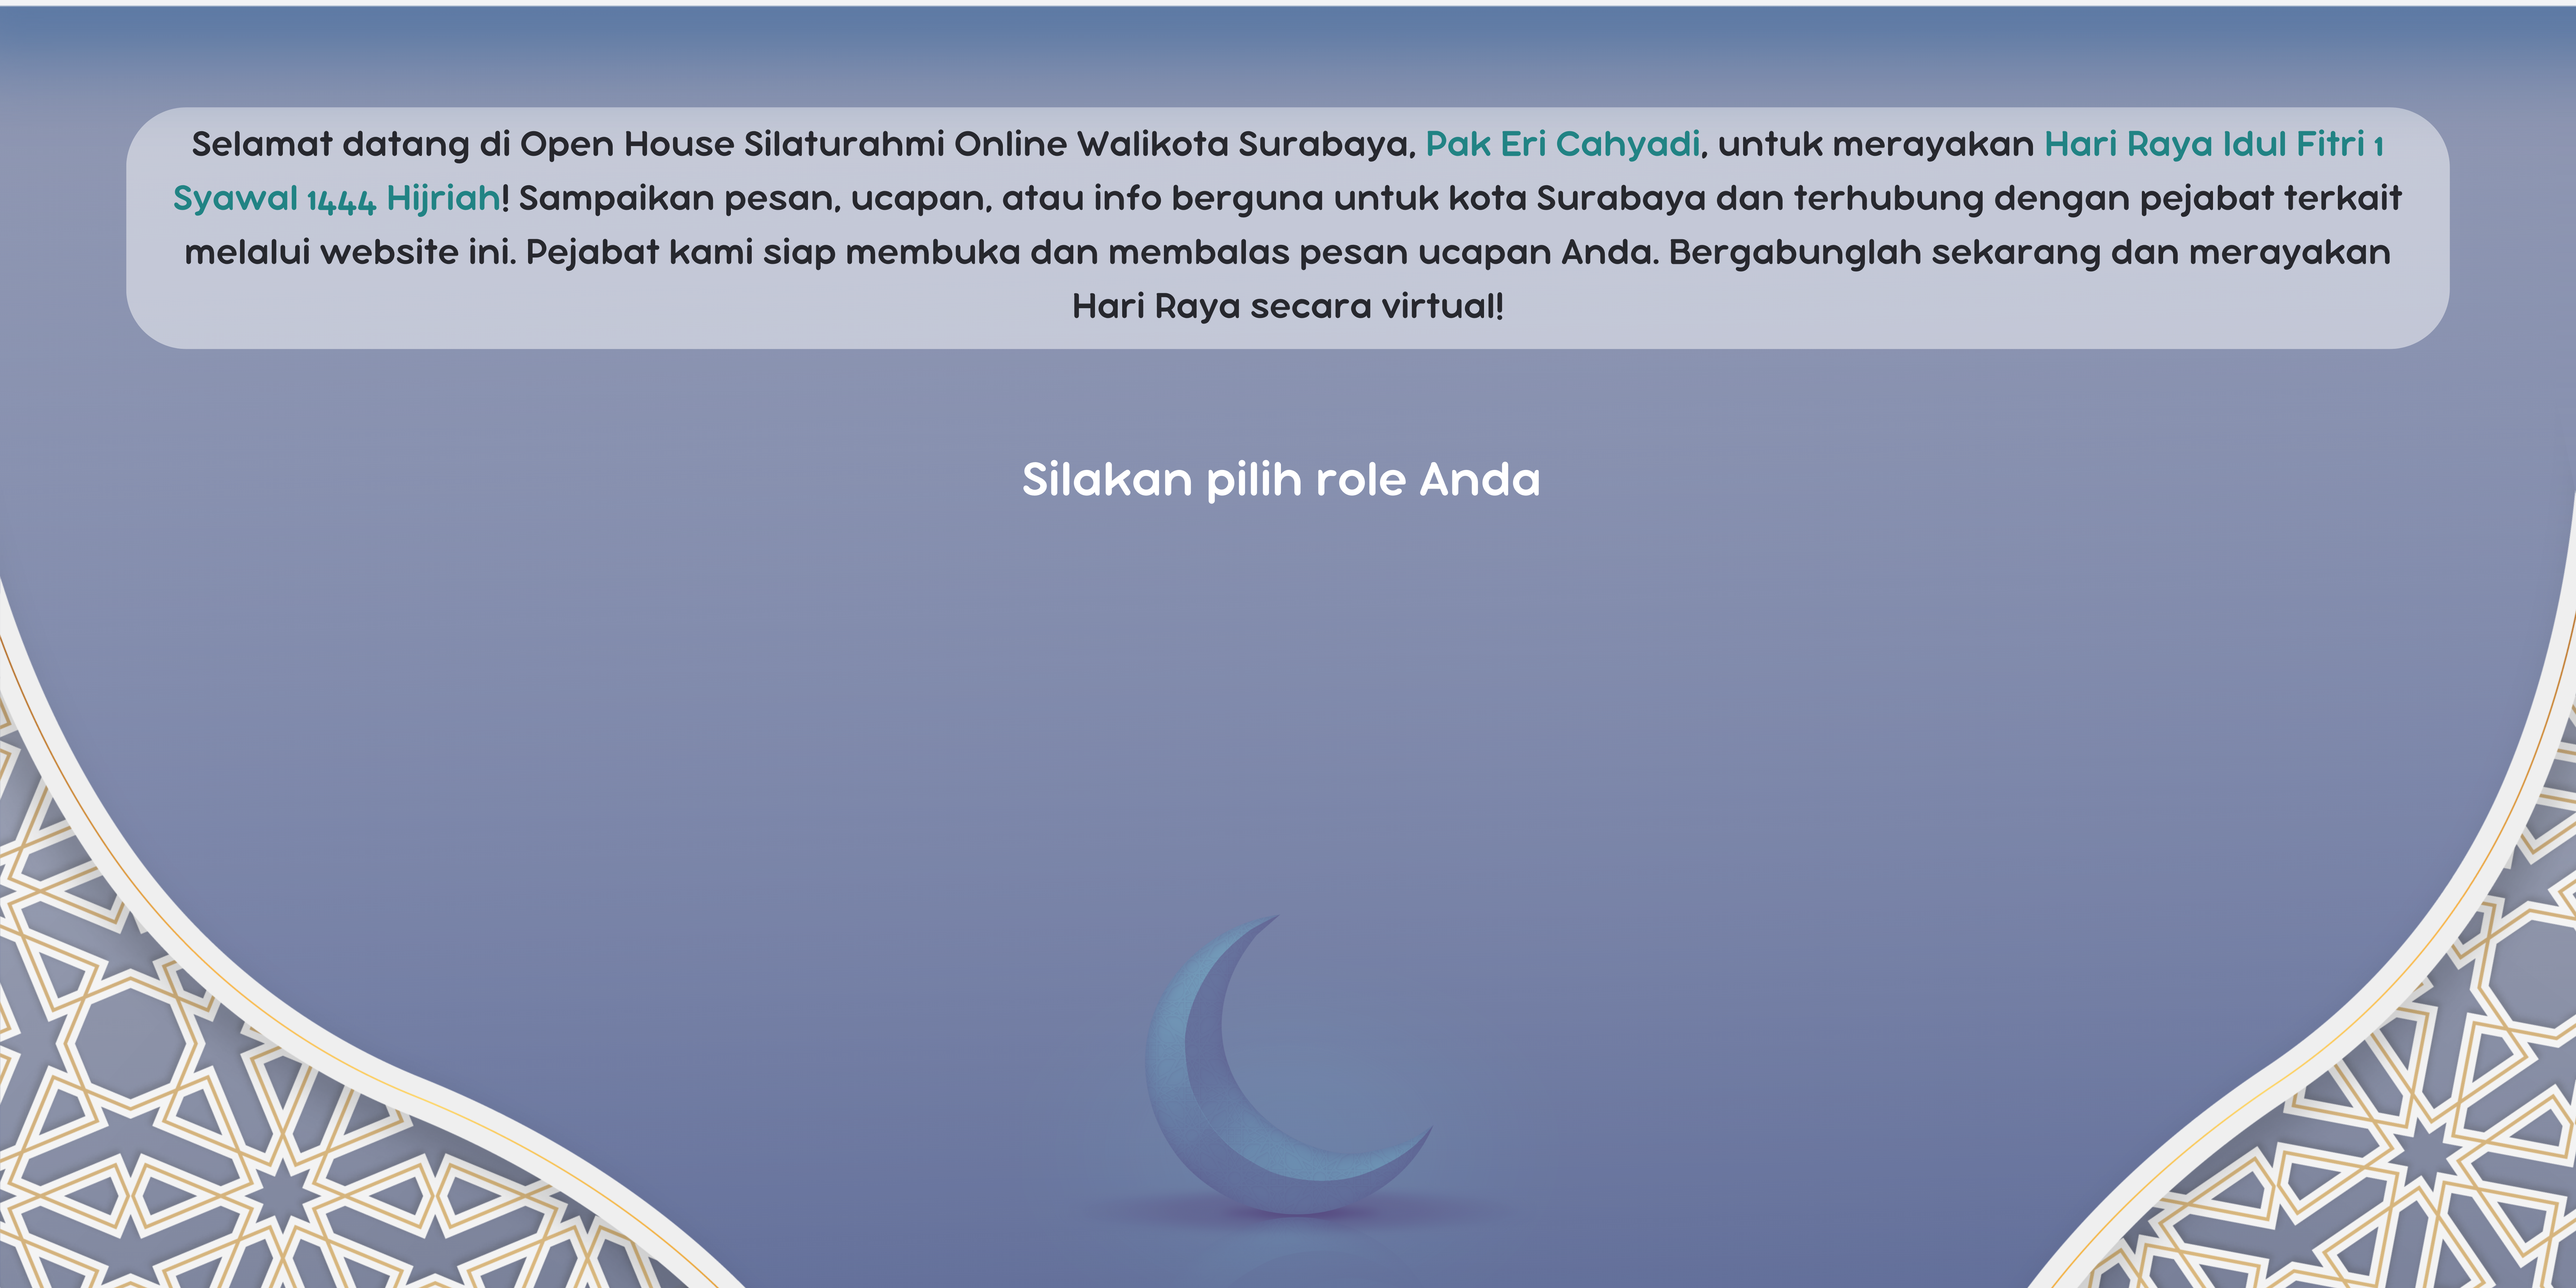 Selamat datang di Open House Silaturahmi Online Walikota Surabaya, Pak Eri Cahyadi, untuk merayakan Hari Raya Idul Fitri 1
Syawal 1444 Hijriah! Sampaikan pesan, ucapan, atau info berguna untuk kota Surabaya dan terhubung dengan pejabat terkait
melalui website ini. Pejabat kami siap membuka dan membalas pesan ucapan Anda. Bergabunglah sekarang dan merayakan
Hari Raya secara virtual!
Silakan pilih role Anda